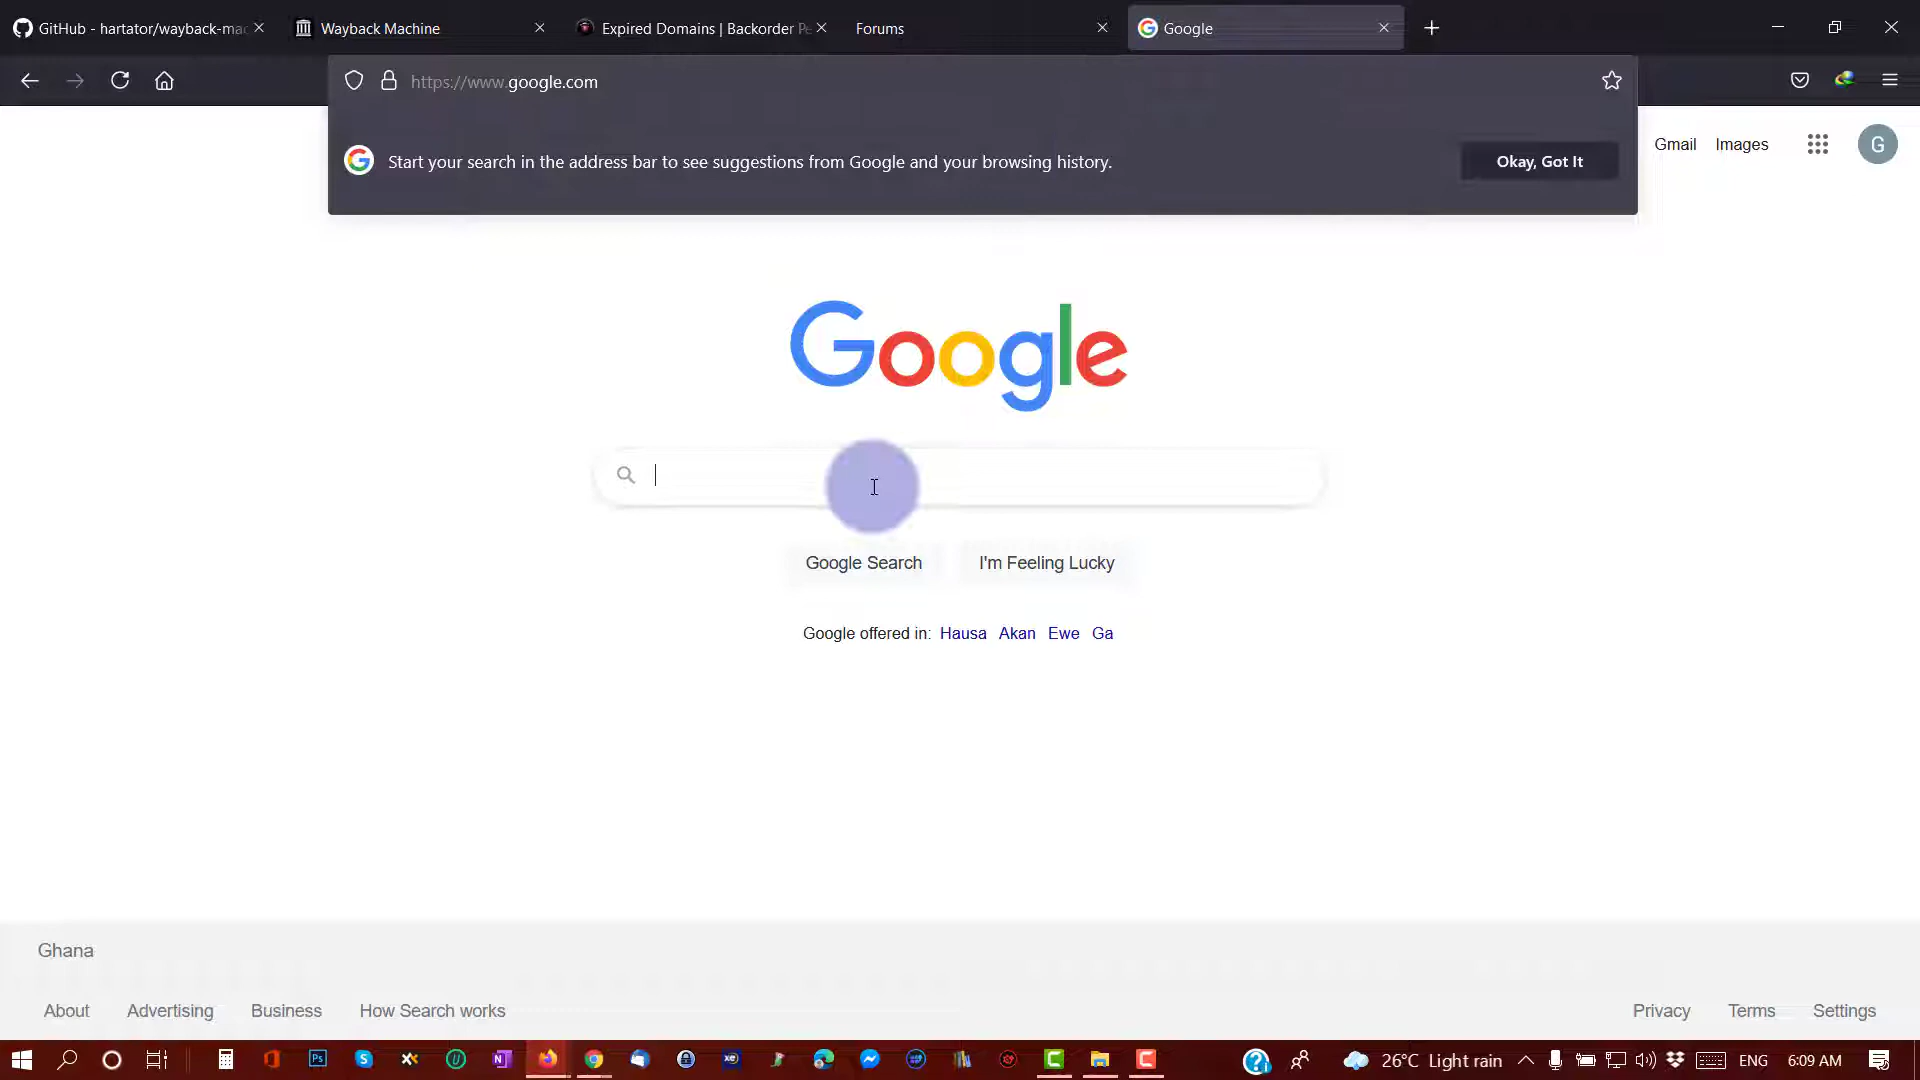 GitHub - hartator/wayback-mac
Wayback Machine
Expired Domains | Backorder Pe
Forums
Google
https://www.google.com
Start your search in the address bar to see suggestions from Google and your browsing history.
Okay, Got It
Gmail Images
G
Google
Google Search I'm Feeling Lucky
Google offered in: Hausa Akan Ewe Ga
Ghana
About Advertising Business How Search works
Privacy Terms Settings
26°C Light rain
ENG
6:09 AM